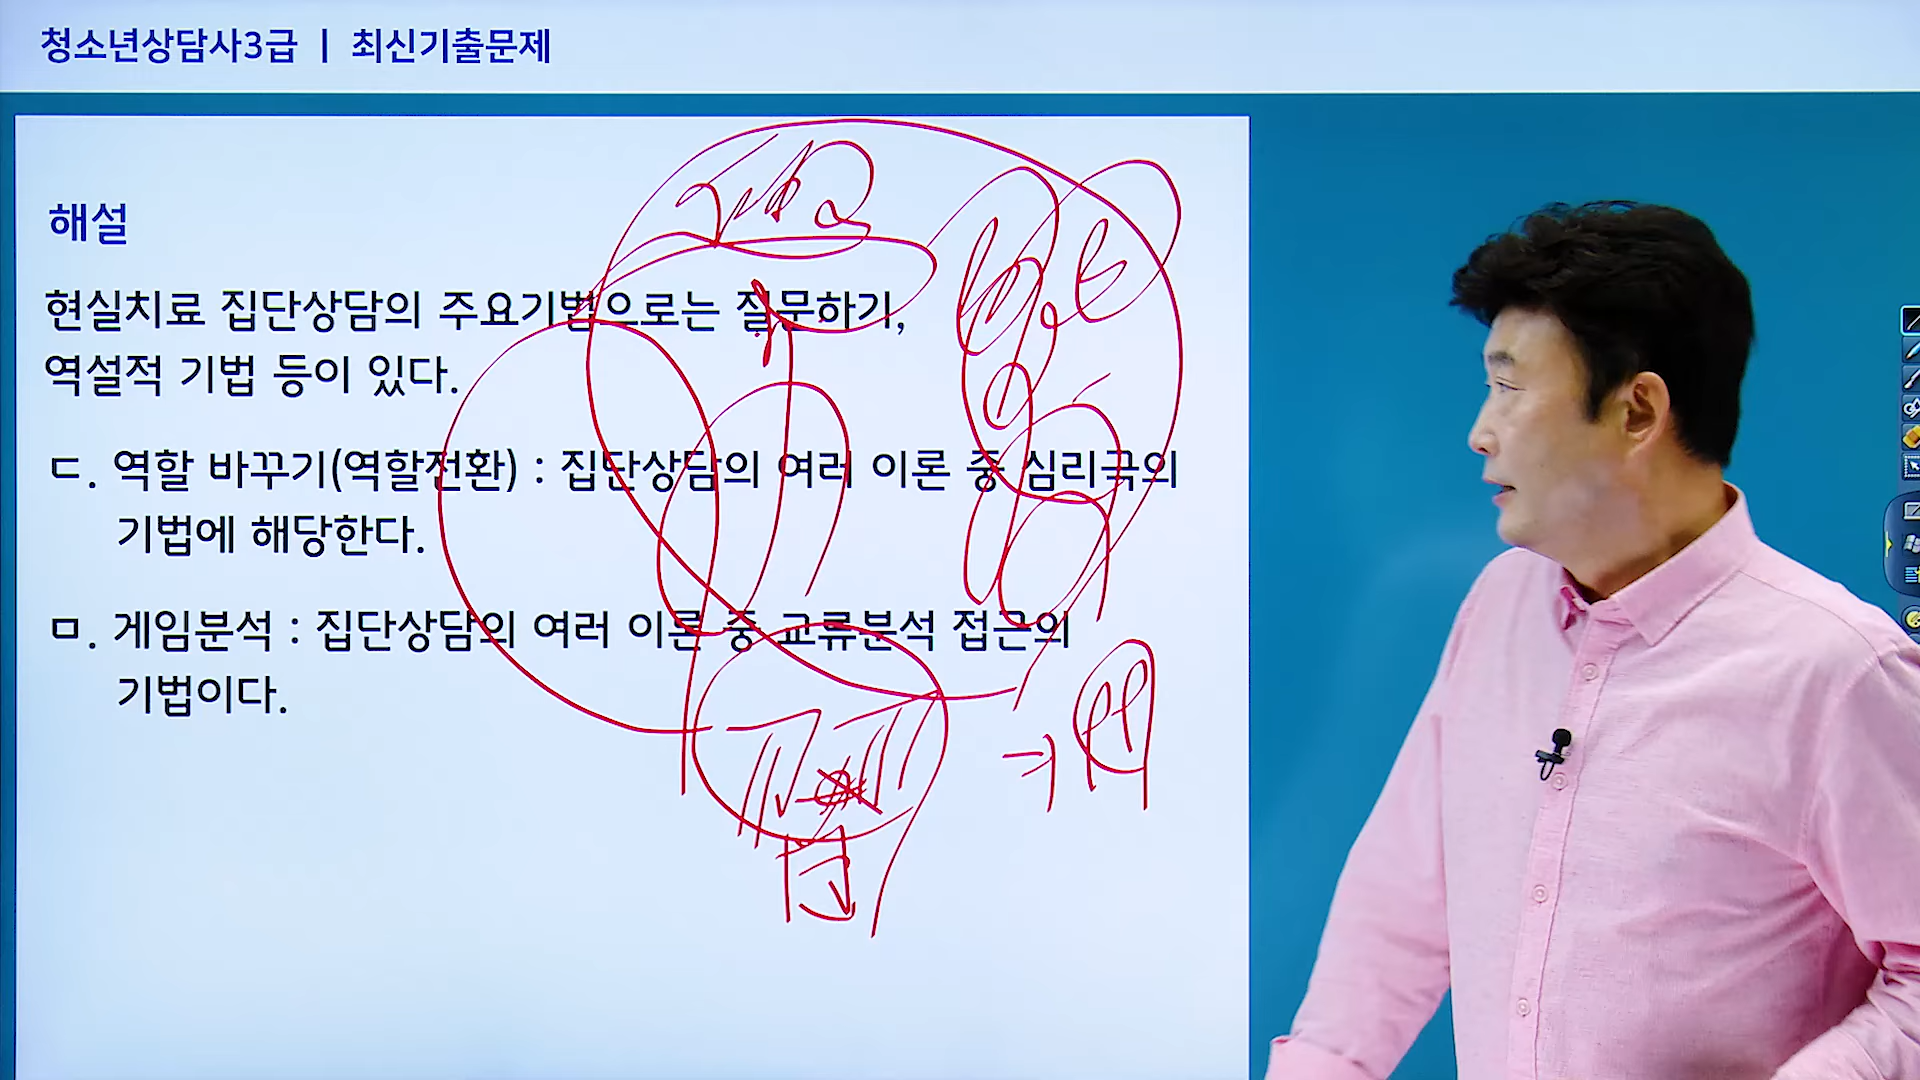 청소년상담사3급 | 최신기출문제
해설
현실치료 집단상담의 주요기법으로는 질문하기,
역설적 기법 등이 있다.
ㄷ. 역할 바꾸기(역할전환) : 집단상담의 여러 이론 중 심리극의
기법에 해당한다.
ㅁ. 게임분석 : 집단상담의 여러 이론 중 교류분석 접근의
기법이다.